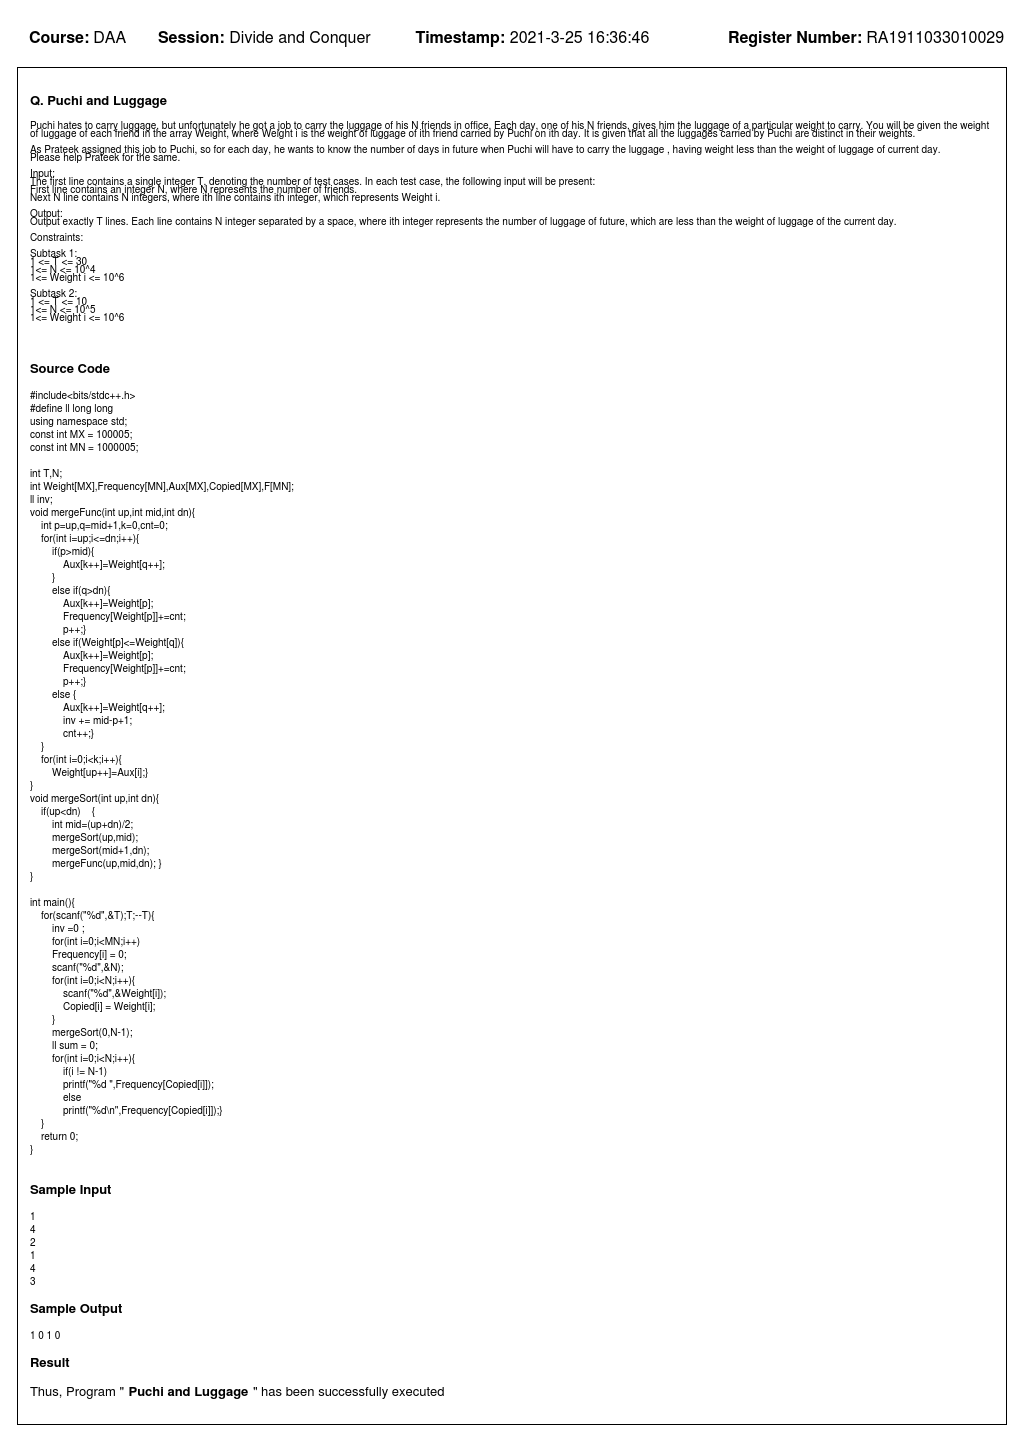 Course: DAA Session: Divide and Conquer Timestamp: 2021-3-25 16:36:46 Register Number: RA1911033010029
Q. Puchi and Luggage
Puchi hates to carry luggage, but unfortunately he got a job to carry the luggage of his N friends in office. Each day, one of his N friends, gives him the luggage of a particular weight to carry. You will be given the weight
of luggage of each friend in the array Weight, where Weight i is the weight of luggage of ith friend carried by Puchi on ith day. It is given that all the luggages carried by Puchi are distinct in their weights.
As Prateek assigned this job to Puchi, so for each day, he wants to know the number of days in future when Puchi will have to carry the luggage , having weight less than the weight of luggage of current day.
Please help Prateek for the same.
Input:
The first line contains a single integer T, denoting the number of test cases. In each test case, the following input will be present:
First line contains an integer N, where N represents the number of friends.
Next N line contains N integers, where ith line contains ith integer, which represents Weight i.
Output:
Output exactly T lines. Each line contains N integer separated by a space, where ith integer represents the number of luggage of future, which are less than the weight of luggage of the current day.
Constraints:
Subtask 1:
1 <= T <= 30
1<= N <= 10^4
1<= Weight i <= 10^6
Subtask 2:
1 <= T <= 10
1<= N <= 10^5
1<= Weight i <= 10^6
Source Code
#include<bits/stdc++.h>
#define ll long long
using namespace std;
const int MX = 100005;
const int MN = 1000005;
int T,N;
int Weight[MX],Frequency[MN],Aux[MX],Copied[MX],F[MN];
ll inv;
void mergeFunc(int up,int mid,int dn){
int p=up,q=mid+1,k=0,cnt=0;
for(int i=up;i<=dn;i++){
if(p>mid){
Aux[k++]=Weight[q++];
}
else if(q>dn){
Aux[k++]=Weight[p];
Frequency[Weight[p]]+=cnt;
p++;}
else if(Weight[p]<=Weight[q]){
Aux[k++]=Weight[p];
Frequency[Weight[p]]+=cnt;
p++;}
else {
Aux[k++]=Weight[q++];
inv += mid-p+1;
cnt++;}
}
for(int i=0;i<k;i++){
Weight[up++]=Aux[i];}
}
void mergeSort(int up,int dn){
if(up<dn) {
int mid=(up+dn)/2;
mergeSort(up,mid);
mergeSort(mid+1,dn);
mergeFunc(up,mid,dn); }
}
int main(){
for(scanf("%d",&T);T;--T){
inv =0 ;
for(int i=0;i<MN;i++)
Frequency[i] = 0;
scanf("%d",&N);
for(int i=0;i<N;i++){
scanf("%d",&Weight[i]);
Copied[i] = Weight[i];
}
mergeSort(0,N-1);
ll sum = 0;
for(int i=0;i<N;i++){
if(i != N-1)
printf("%d ",Frequency[Copied[i]]);
else
printf("%d\n",Frequency[Copied[i]]);}
}
return 0;
}
Sample Input
1
4
2
1
4
3
Sample Output
1 0 1 0
Result
Thus, Program " Puchi and Luggage " has been successfully executed